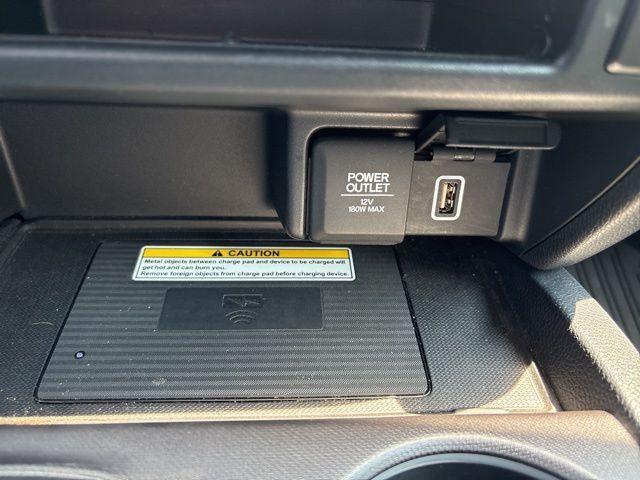 POWER
OUTLET
12V
180W MAX
CAUTION
Metal objects between charge pad and device to be charged will
get hot and can burn you.
Remove foreign objects from charge pad before charging device.